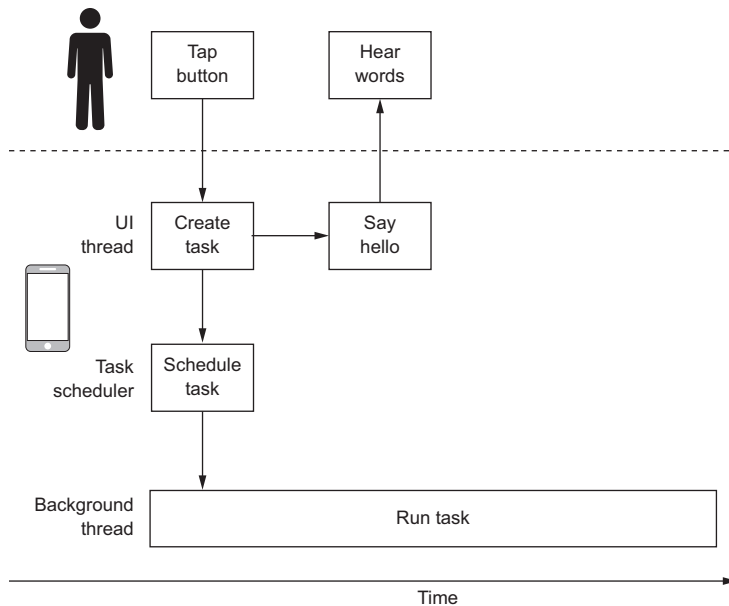 Tap
button
Hear
words
UI
thread
Create
task
Say
hello
Task
scheduler
Schedule
task
Background
thread
Run task
Time